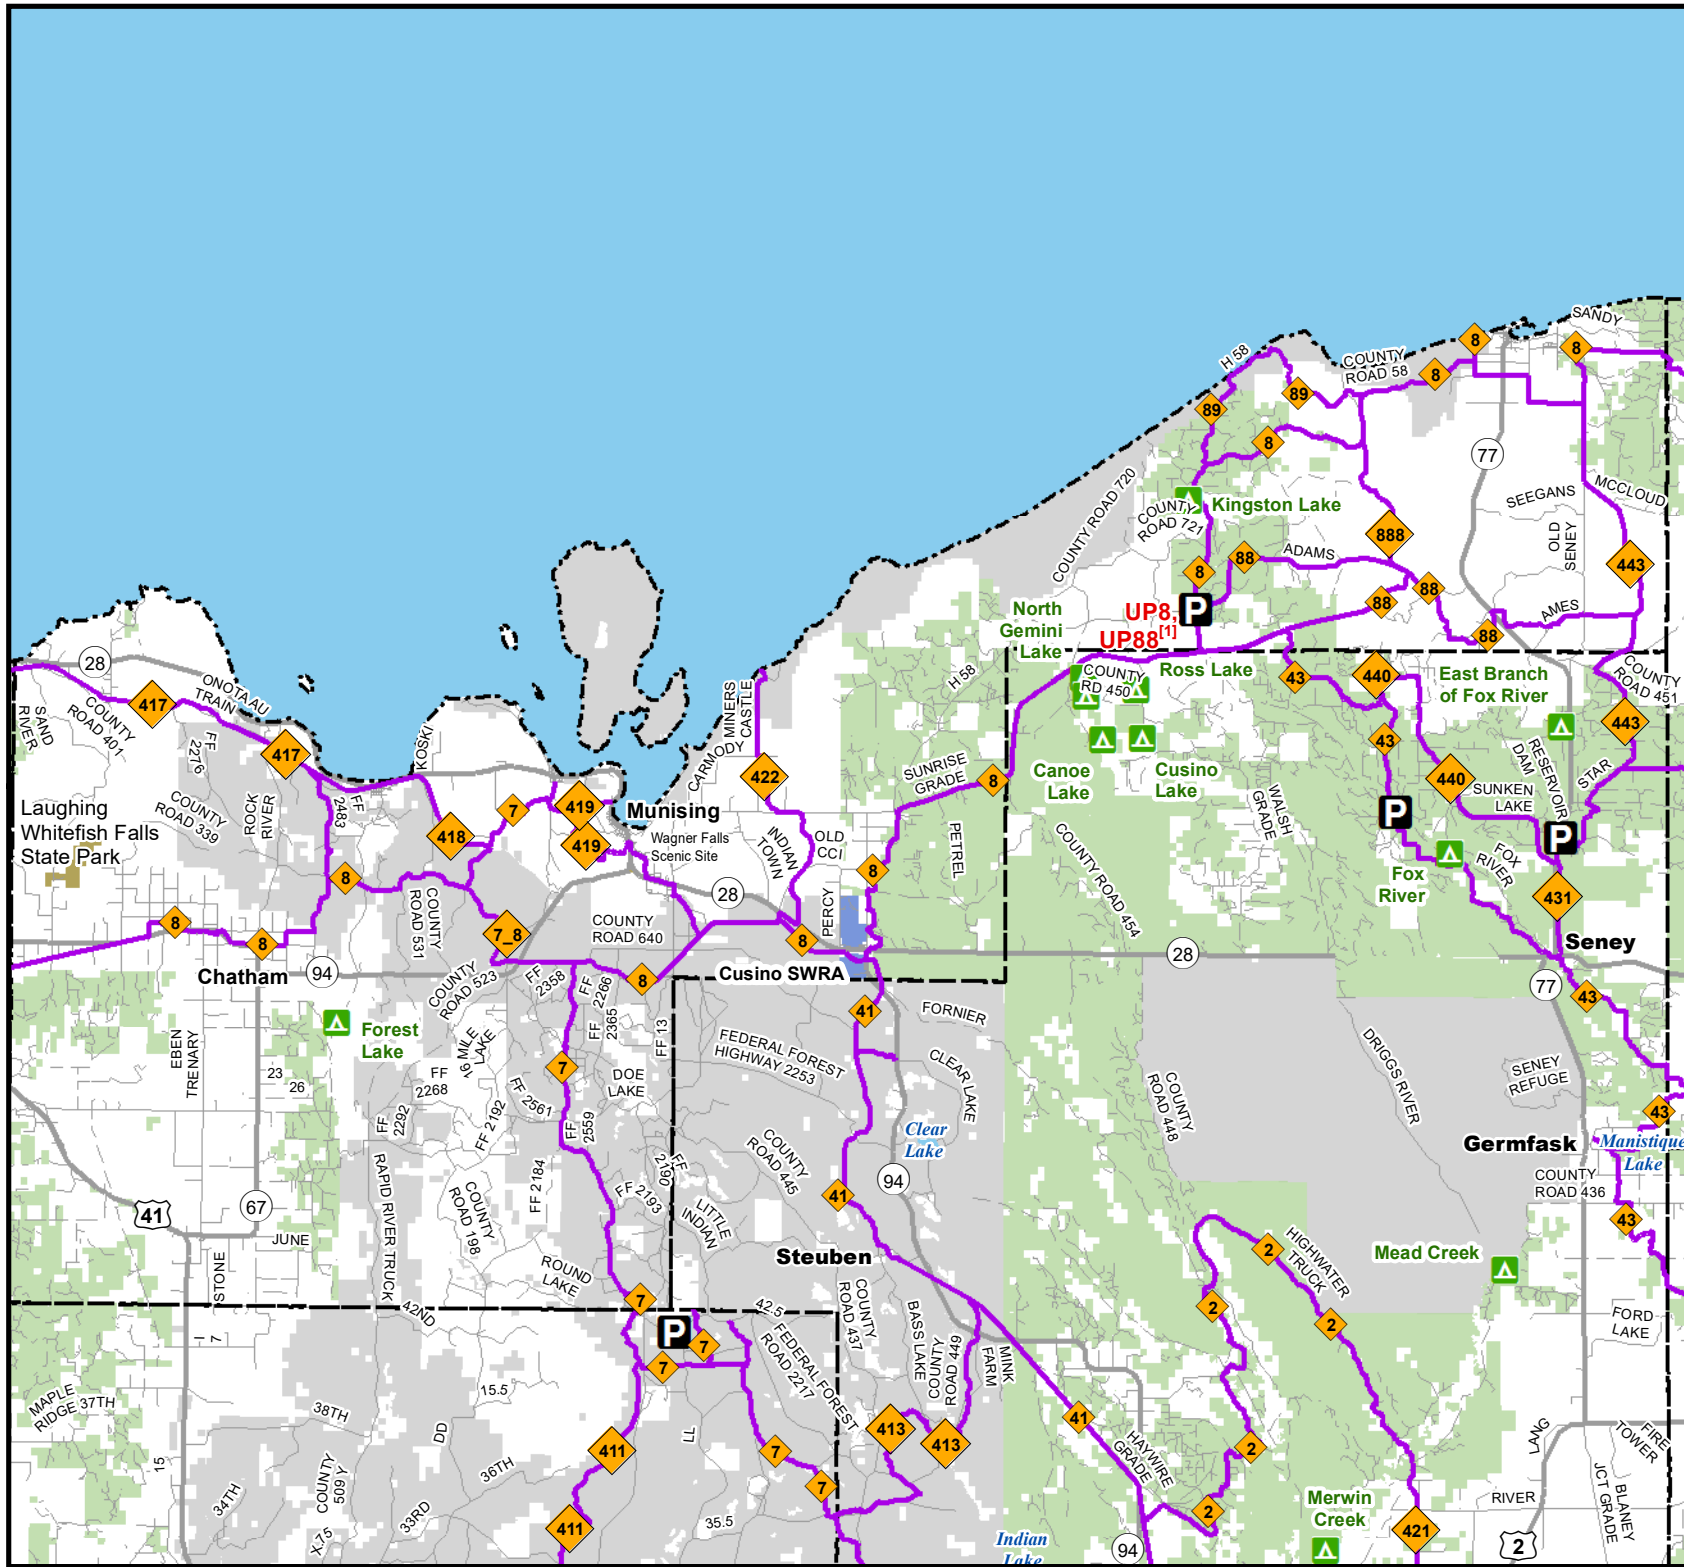 SANDY
8
8
H 58
COUNTY
ROAD 58
8
89
89
8
77
COUNTY ROAD 720
Kingston Lake
COUNTY
ROAD 721
SEEGANS
MCCLOUD
OLD
SENEY
888
ADAMS
88
443
8
88
88
AMES
88
North
Gemini
Lake
UP8,
UP88[1]
P
28
417
SAND
RIVER
COUNTY
ROAD 401
ONOTA AU
TRAIN
FF
2276
417
KOSKI
MINERS
CASTLE
CARMODY
422
H 58
COUNTY
RD 450
Ross Lake
43
440
East Branch
of Fox River
COUNTY
ROAD 451
443
43
Canoe
Lake
Cusino
Lake
SUNRISE
GRADE
8
WALSH
GRADE
440
SUNKEN
LAKE
RESERVOIR
DAM
STAR
P
P
Laughing
Whitefish Falls
State Park
COUNTY
ROAD 339
ROCK
RIVER
FF
2483
418
7
419
419
Munising
Wagner Falls
Scenic Site
INDIAN
TOWN
OLD
CCI
PETREL
COUNTY ROAD 454
Fox
River
FOX
RIVER
431
8
8
8
8
COUNTY
ROAD 531
7_8
28
COUNTY
ROAD 640
PERCY
8
28
Seney
Chatham
94
COUNTY
ROAD 523
FF
2358
FF
2266
8
Cusino SWRA
77
43
Forest
Lake
EBEN
TRENNARY
23
26
16 MILE
LAKE
FF
2268
FF
2292
FF 2192
FF
2561
7
FF
2365
FF 13
DOE
LAKE
FF
2559
FEDERAL FOREST
HIGHWAY 2253
41
FORNIER
CLEAR LAKE
Clear
Lake
COUNTY
ROAD 448
DRIGGS RIVER
SENEY
REFUGE
43
Germfask
Manistique
Lake
COUNTY
ROAD 436
43
41
67
JUNE
STONE
RAPID RIVER TRUCK
COUNTY
ROAD 198
FF 2184
FF
2190
FF 2193
LITTLE
INDIAN
COUNTY
ROAD 445
41
94
Steuben
ROUND
LAKE
7
42ND
I
7
P
7
7
42.5
FEDERAL FOREST
ROAD 2217
COUNTY
ROAD 437
BASS LAKE
COUNTY
ROAD 449
MINK
FARM
2
HIGHWATER
TRUCK
2
2
Mead Creek
FORD
LAKE
MAPLE
RIDGE 37TH
15.5
38TH
DD
15
34TH
COUNTY
509 Y
X.75
33RD
36TH
411
411
LL
35.5
7
7
413
413
41
HAYWIRE
GRADE
2
2
Merwin
Creek
421
LANG
RIVER
FIRE
TOWER
JCT GRADE
BLANEY
2
94
Indian
Lake